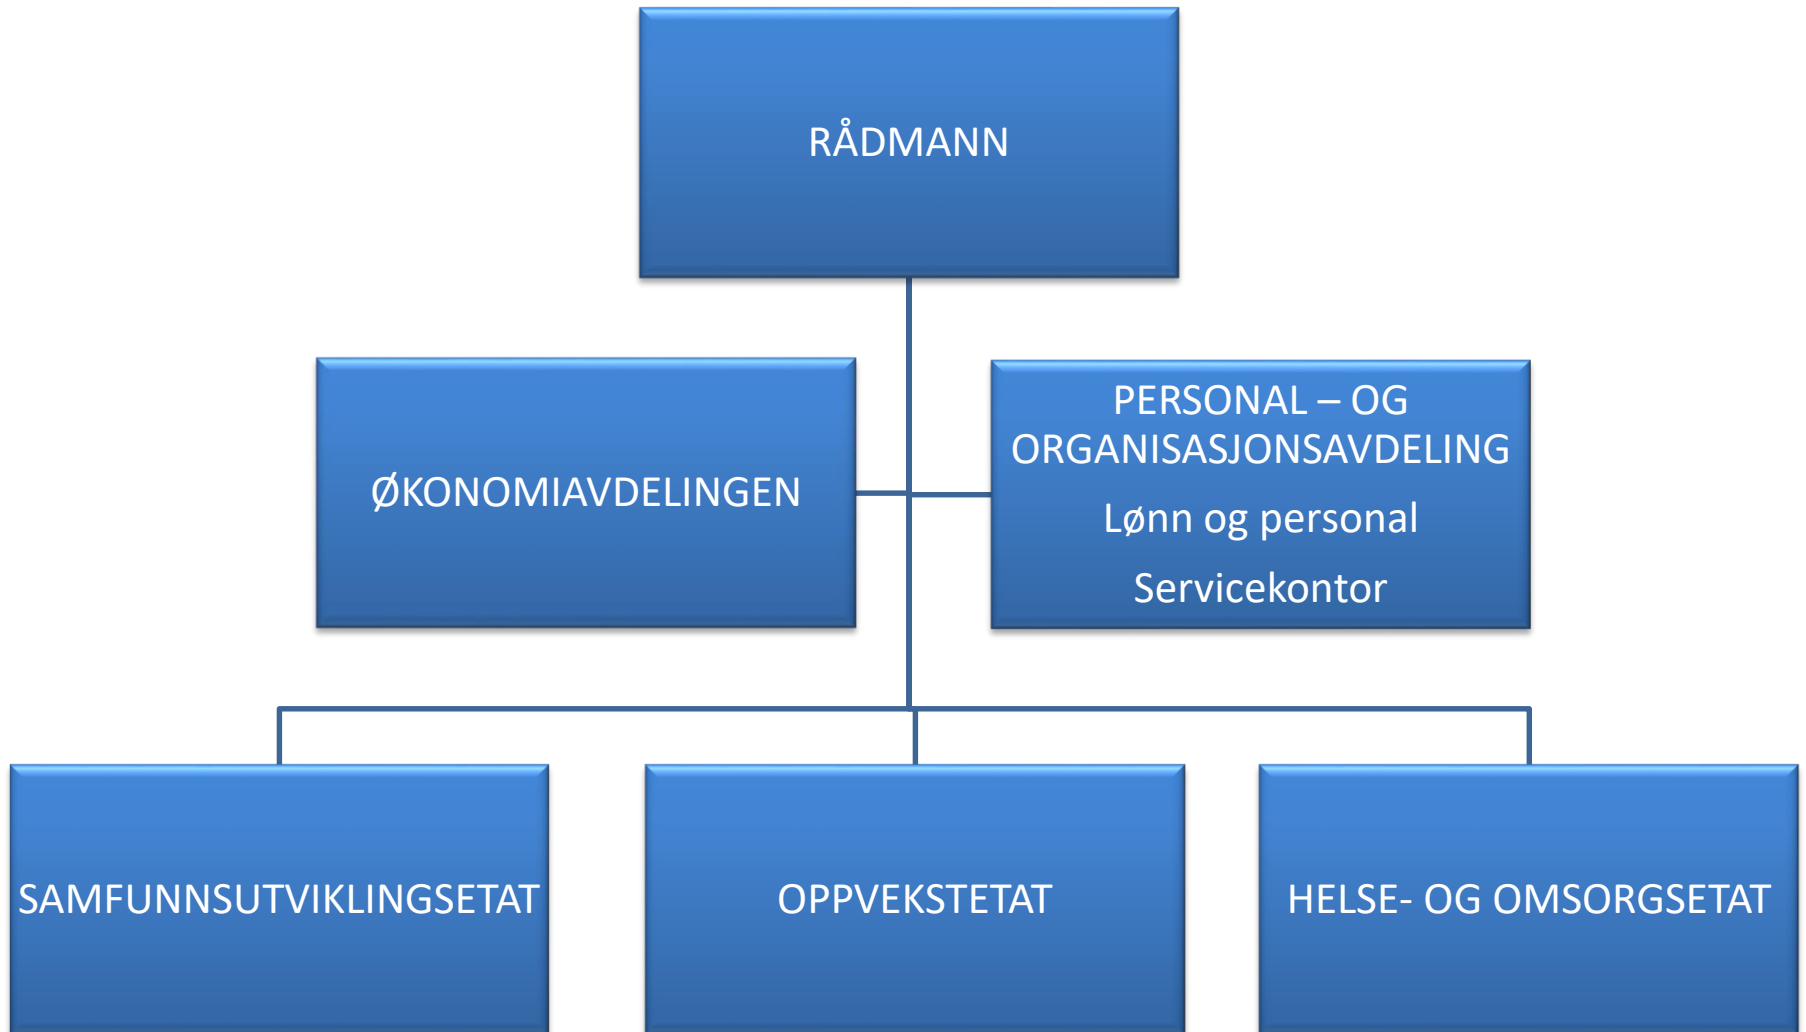 RÅDMANN
ØKONOMIAVDELINGEN
PERSONAL – OG
ORGANISASJONSAVDELING
Lønn og personal
Servicekontor
SAMFUNNSUTVIKLINGSETAT
OPPVEKSTETAT
HELSE- OG OMSORGSETAT